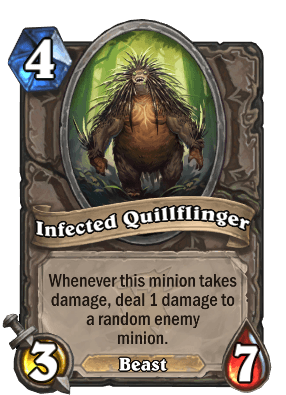 4
Infected Quillflinger
Whenever this minion takes
damage, deal 1 damage to
a random enemy
minion.
3
Beast
7